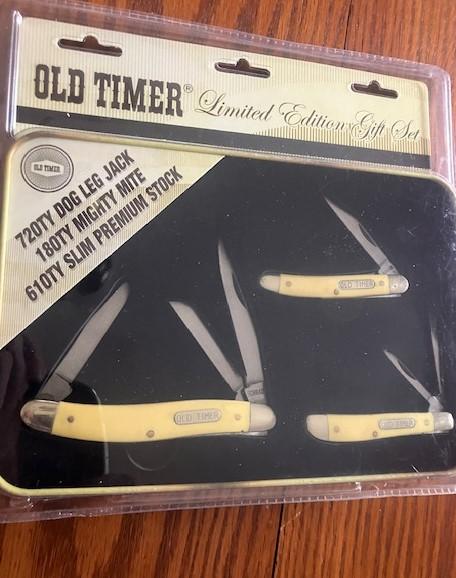 OLD TIMER® Limited Edition Gift Set
OLD TIMER
720TY DOG LEG JACK
180TY MIGHTY MITE
610TY SLIM PREMIUM STOCK
OLD TIMER
OLD TIMER
OLD TIMER